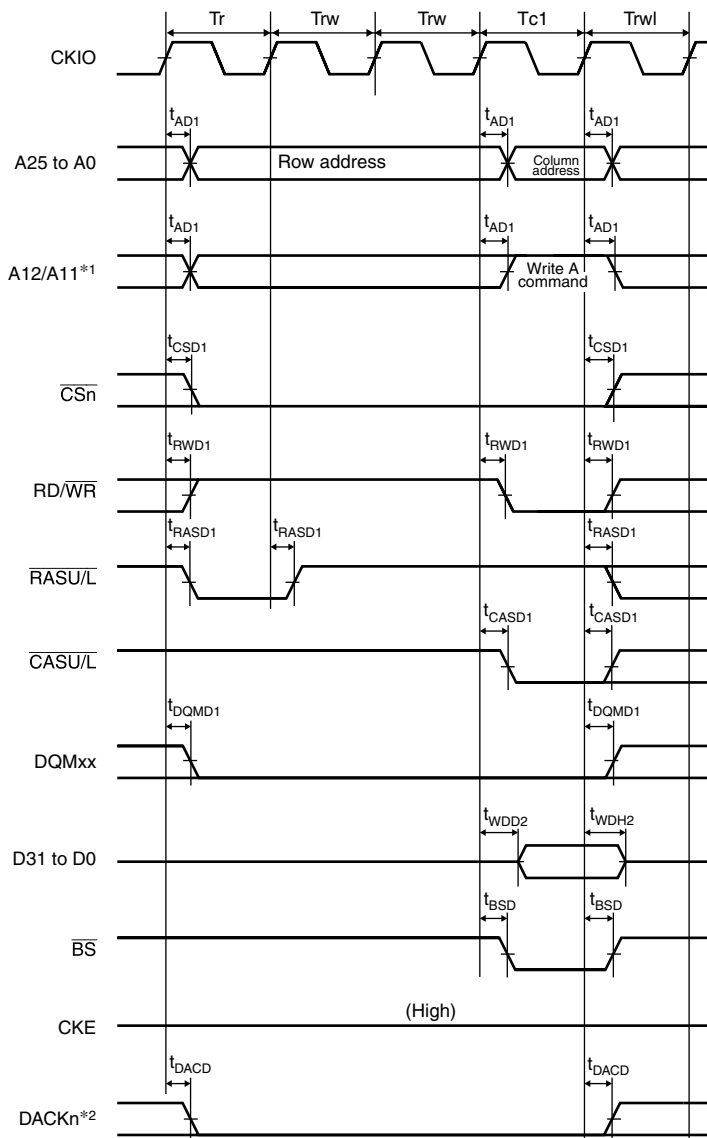 Tr Trw Trw Tc1 Trwl
CKIO
tAD1 tAD1 tAD1
A25 to A0 Row address Column address
tAD1 tAD1 tAD1
A12/A11*1 Write A command
tCSD1 tCSD1
CSn
tRWD1 tRWD1 tRWD1
RD/WR
tRASD1 tRASD1 tRASD1
RASU/L
tCASD1 tCASD1
CASU/L
tDQMD1 tDQMD1
DQMxx
tWDD2 tWDH2
D31 to D0
tBSD tBSD
BS
(High)
CKE
tDACD tDACD
DACKn*2